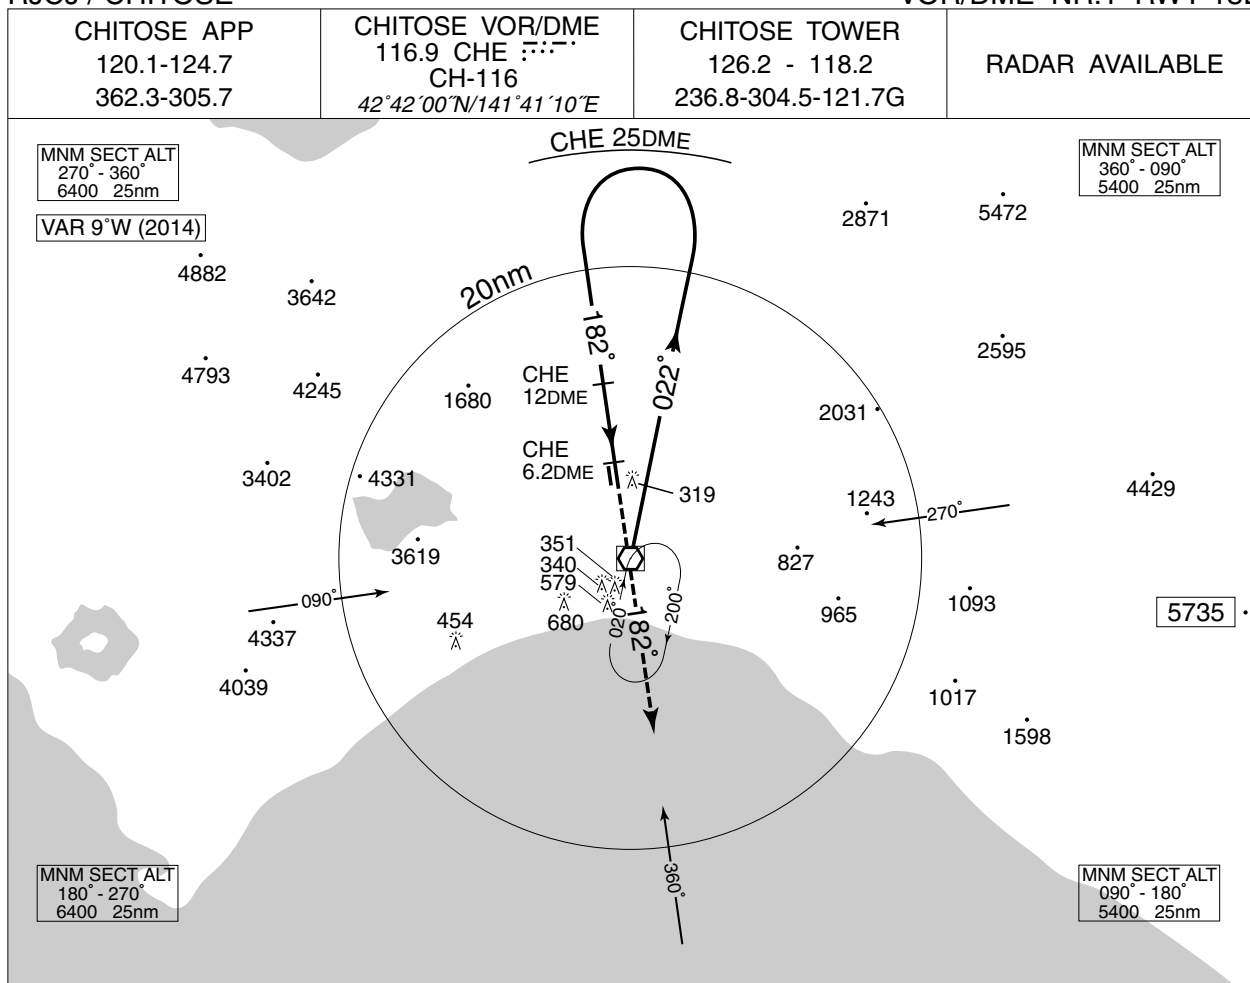 CHITOSE APP
120.1-124.7
362.3-305.7
CHITOSE VOR/DME
116.9 CHE
CH-116
42°42´00˝N/141°41´10˝E
CHITOSE TOWER
126.2 - 118.2
236.8-304.5-121.7G
RADAR AVAILABLE
CHE 25DME
MNM SECT ALT
270° - 360°
6400 25nm
MNM SECT ALT
360° - 090°
5400 25nm
VAR 9°W (2014)
2871
5472
4882
3642
20nm
182°
022°
2595
4793
4245
1680
CHE
12DME
2031
CHE
6.2DME
3402
4331
319
1243
270°
4429
3619
351
340
579
827
090°
454
680
020°
200°
182°
965
1093
5735
4337
4039
1017
1598
360°
MNM SECT ALT
180° - 270°
6400 25nm
MNM SECT ALT
090° - 180°
5400 25nm